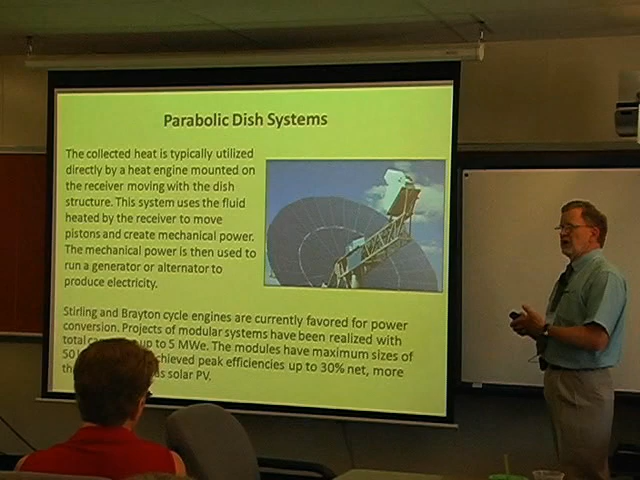 Parabolic Dish Systems
The collected heat is typically utilized
directly by a heat engine mounted on
the receiver moving with the dish
structure. This system uses the fluid
heated by the receiver to move
pistons and create mechanical power.
The mechanical power is then used to
run a generator or alternator to
produce electricity.
Stirling and Brayton cycle engines are currently favored for power
conversion. Projects of modular systems have been realized with
total up to 5 MWe. The modules have maximum sizes of
50 achieved peak efficiencies up to 30% net, more
as solar PV.